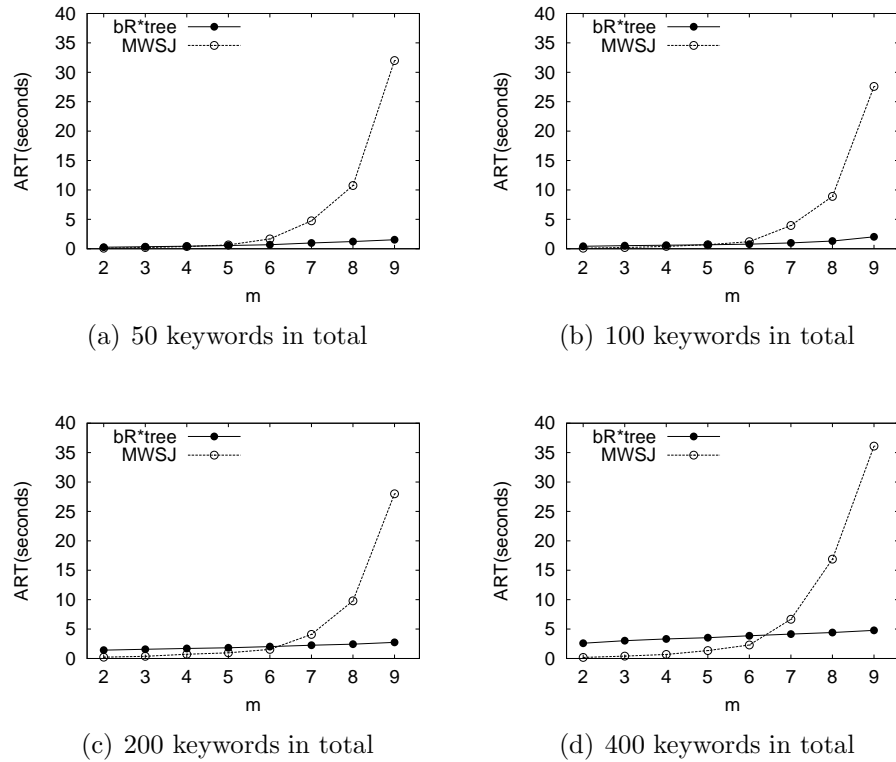 40
35
30
25
20
15
10
5
0
ART(seconds)
bR*tree
MWSJ
2 3 4 5 6 7 8 9
m
(a) 50 keywords in total
40
35
30
25
20
15
10
5
0
ART(seconds)
bR*tree
MWSJ
2 3 4 5 6 7 8 9
m
(b) 100 keywords in total
40
35
30
25
20
15
10
5
0
ART(seconds)
bR*tree
MWSJ
2 3 4 5 6 7 8 9
m
(c) 200 keywords in total
40
35
30
25
20
15
10
5
0
ART(seconds)
bR*tree
MWSJ
2 3 4 5 6 7 8 9
m
(d) 400 keywords in total